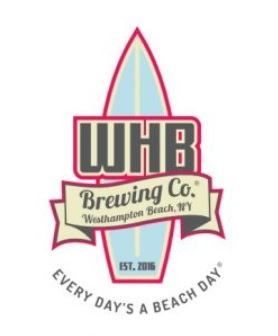 WHB
Brewing Co.®
Westhampton Beach, NY
EST. 2016
EVERY DAY'S A BEACH DAY®